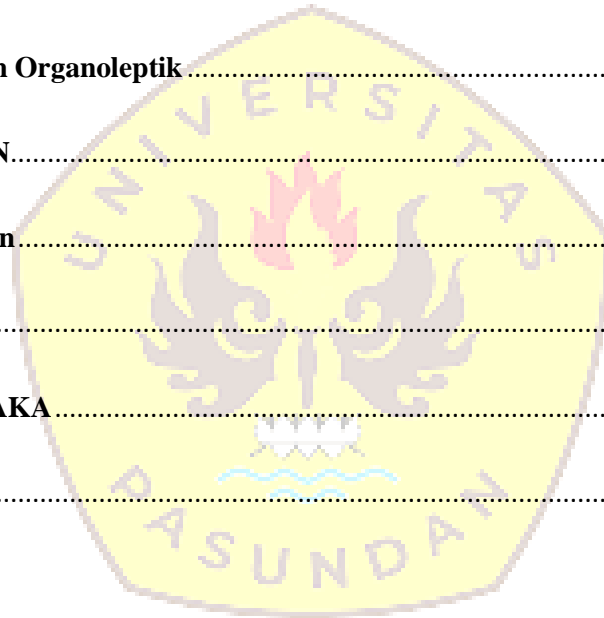 n Organoleptik......................................................................
N......................................................................................................
n.....................................................................................................
.........................................................................................................
AKA..............................................................................................
.........................................................................................................
UNIVERSITAS
PASUNDAN